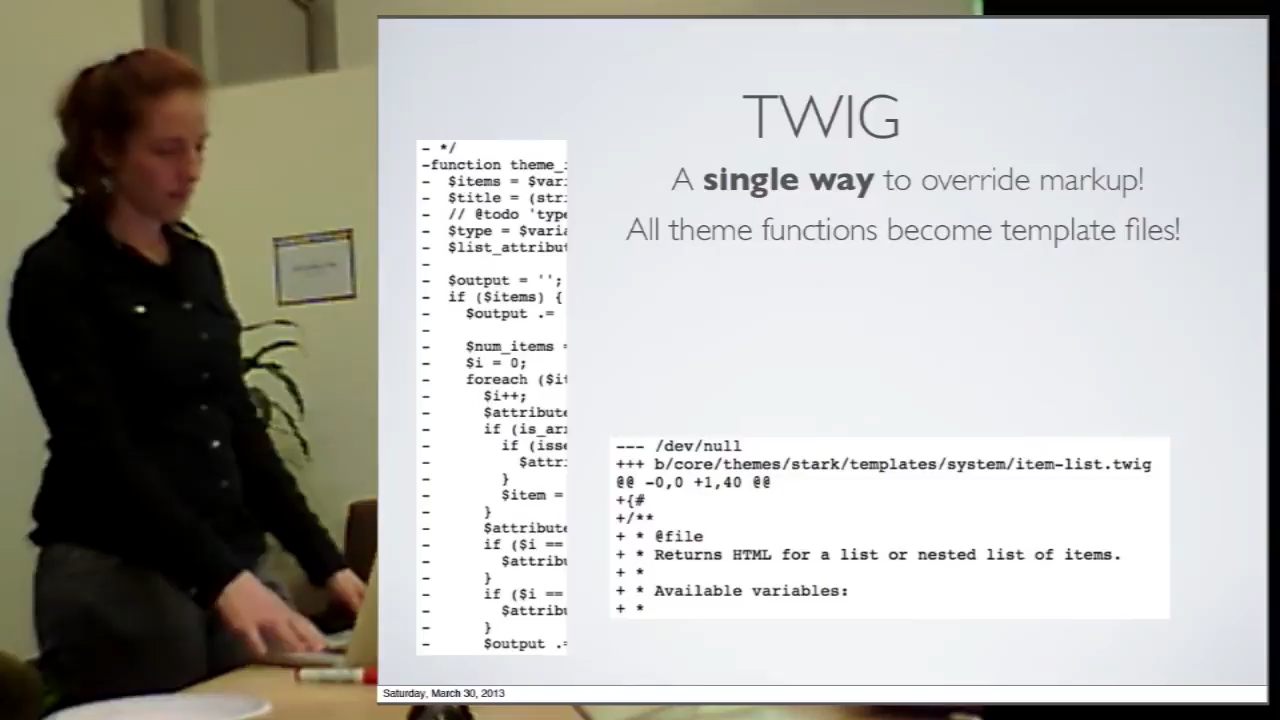 TWIG
A single way to override markup!
All theme functions become template files!
- */
-function theme_
- $items = $var
- $title = (str
- // @todo 'type
- $type = $varia
- $list_attribut
-
- $output = '';
- if ($items) {
- $output .=
-
- $num_items =
- $i = 0;
- foreach ($it
- $i++;
- $attribute
- if (is_ar
- if (isse
- $attr
- }
- $item =
- }
- $attribute
- if ($i ==
- $attribu
- }
- if ($i ==
- $attribu
- }
- $output .=
--- /dev/null
+++ b/core/themes/stark/templates/system/item-list.twig
@@ -0,0 +1,40 @@
+{#
+/**
+ * @file
+ * Returns HTML for a list or nested list of items.
+ *
+ * Available variables:
+ *
Saturday, March 30, 2013